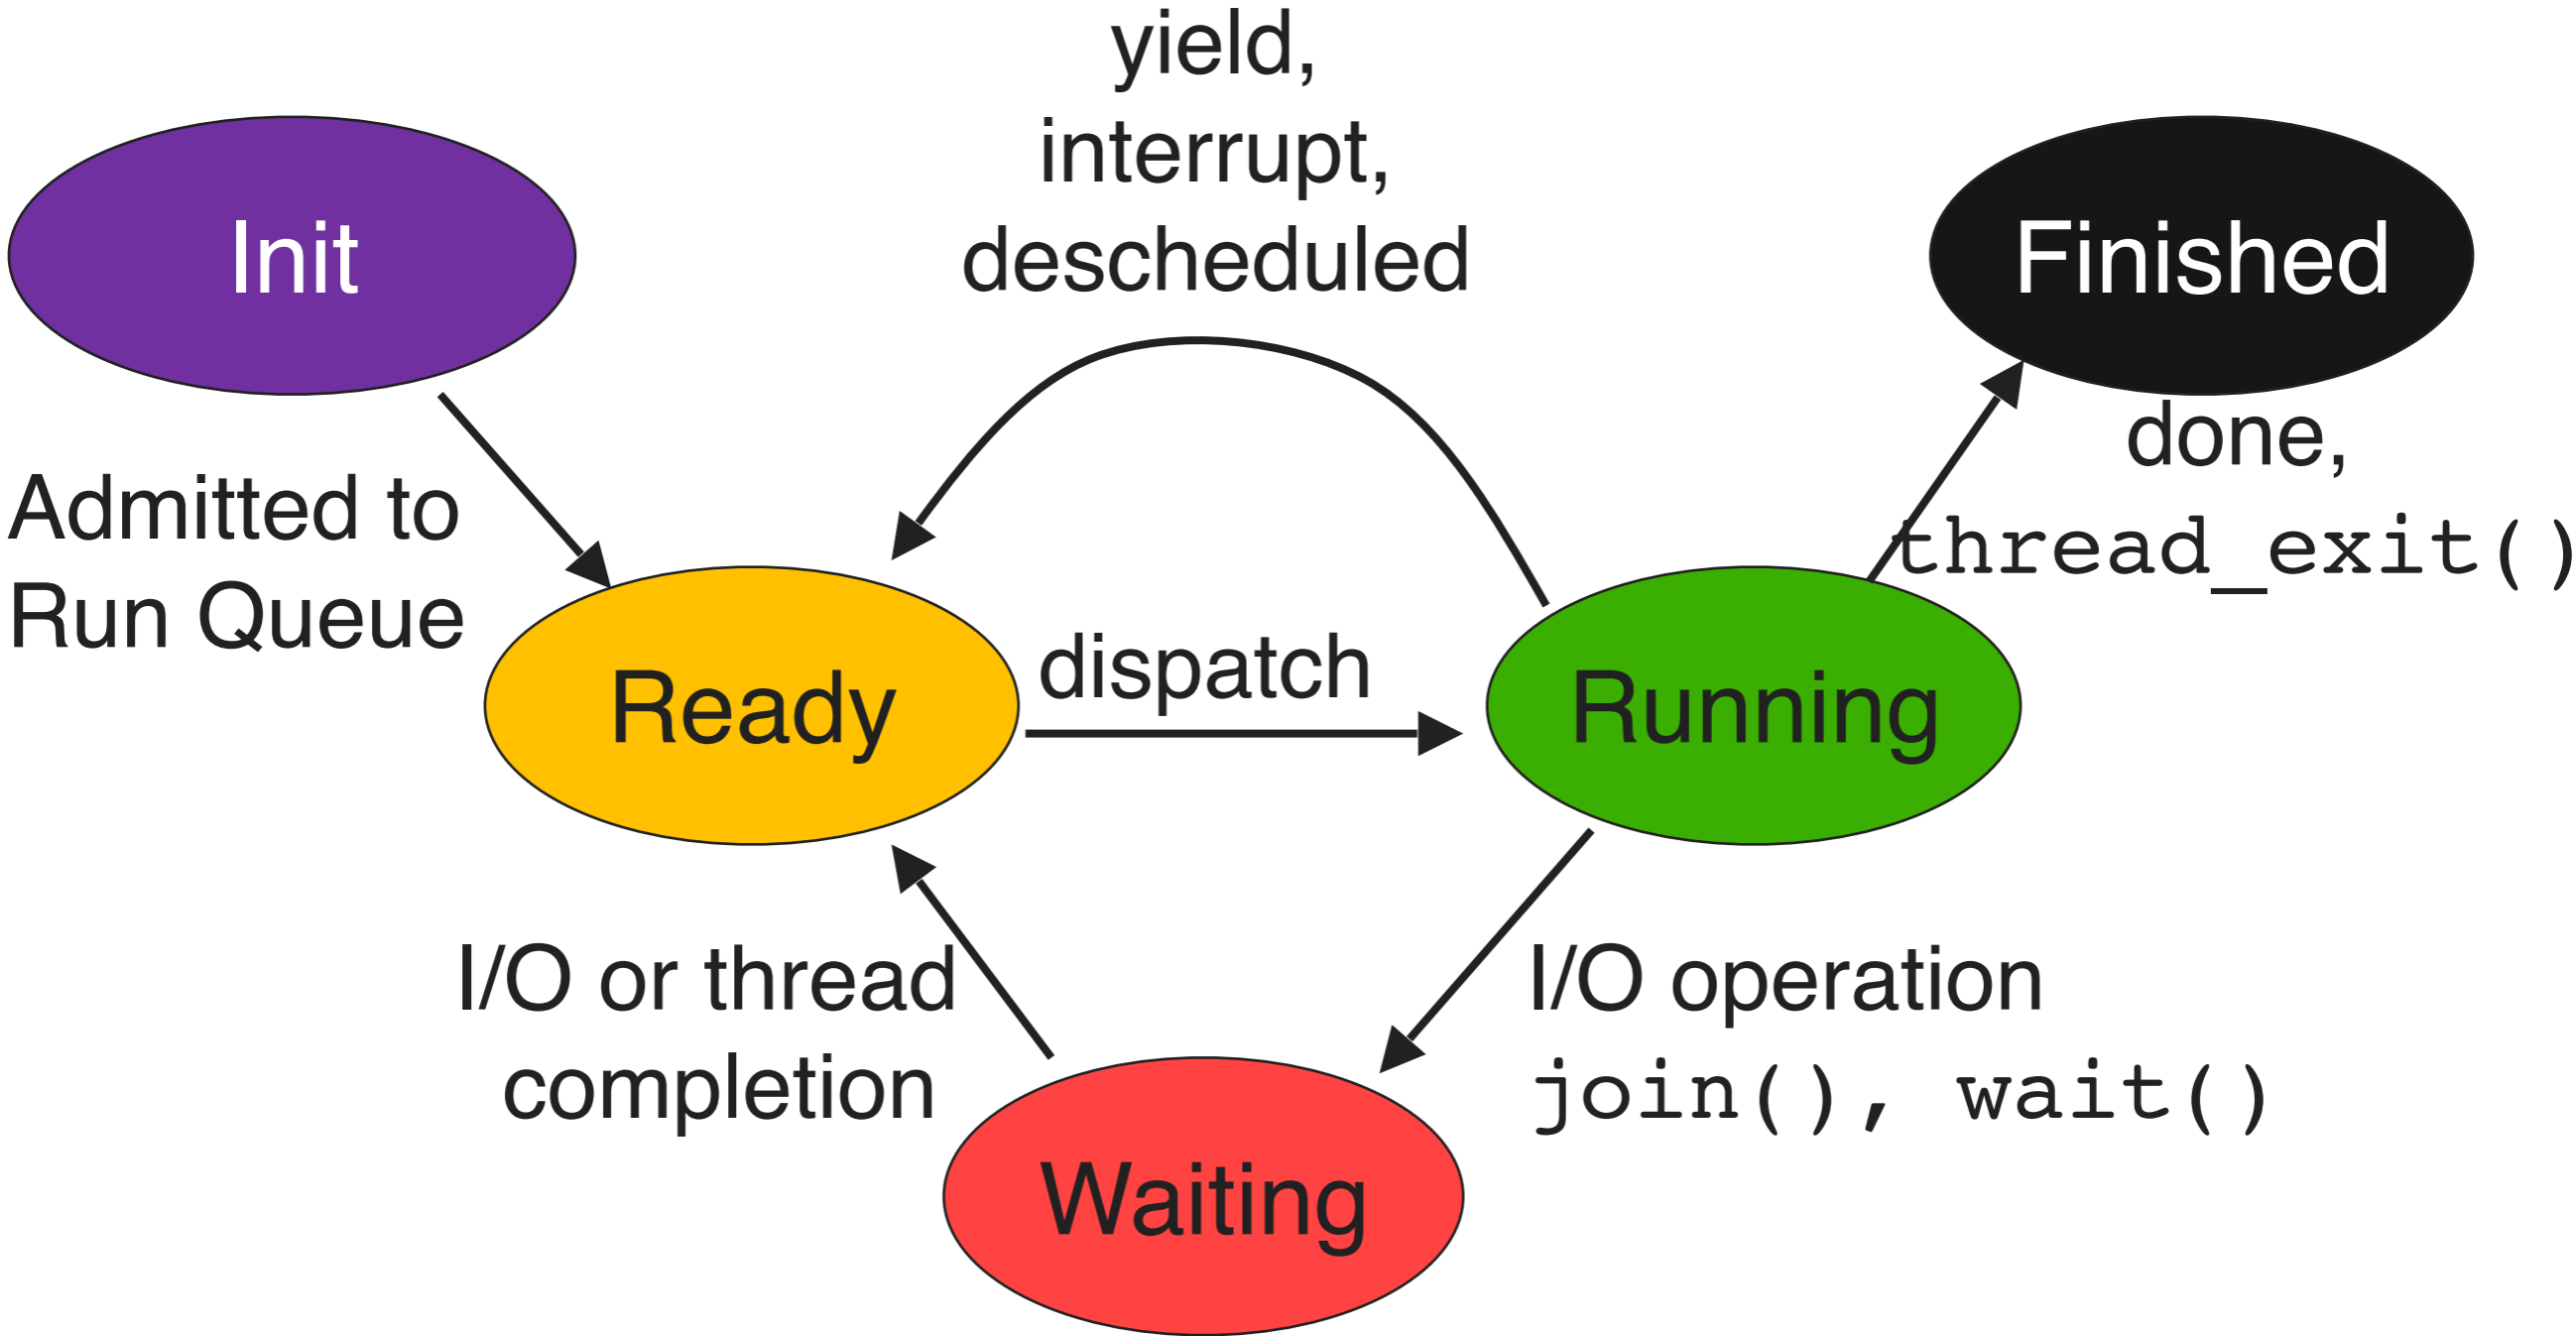 yield,
interrupt,
descheduled
Init
Finished
done,
thread_exit()
Admitted to
Run Queue
Ready
dispatch
Running
I/O or thread
completion
I/O operation
join(), wait()
Waiting